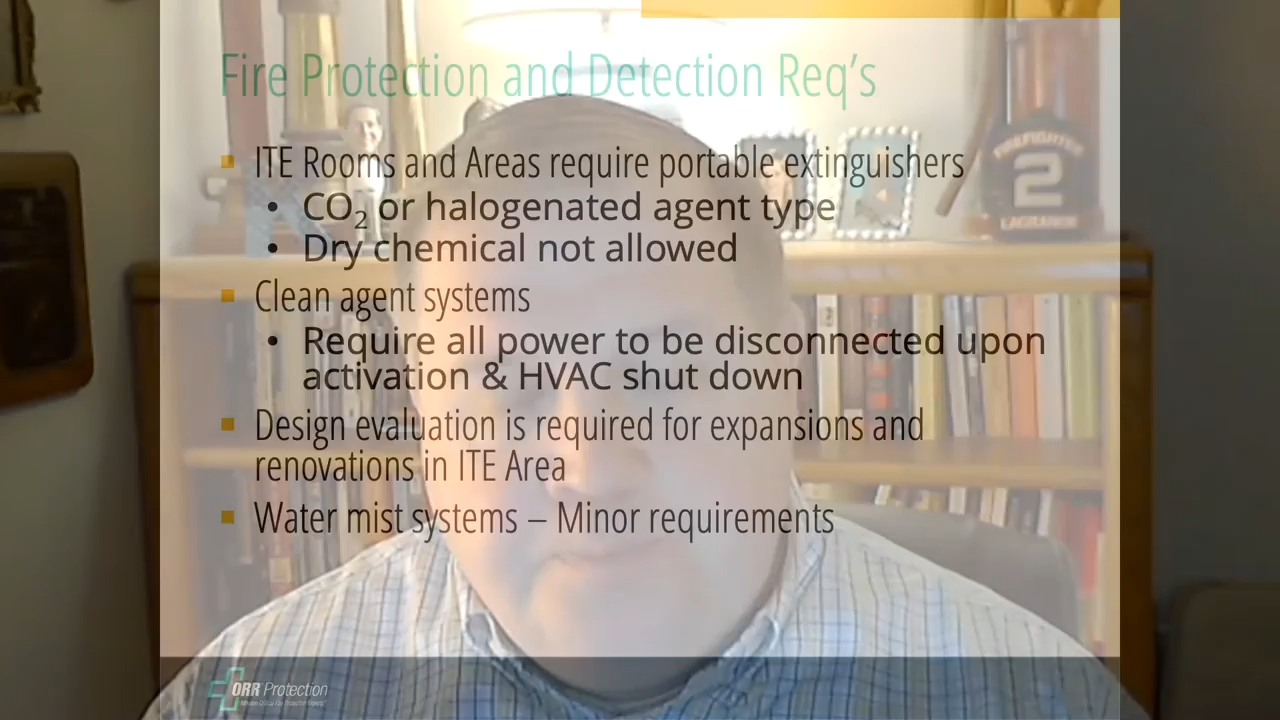 Fire Protection and Detection Req's
ITE Rooms and Areas require portable extinguishers
CO₂ or halogenated agent type
Dry chemical not allowed
Clean agent systems
Require all power to be disconnected upon
activation & HVAC shut down
Design evaluation is required for expansions and
renovations in ITE Area
Water mist systems – Minor requirements
FIREFIGHTER
2
LAGRANGE
ORR Protection